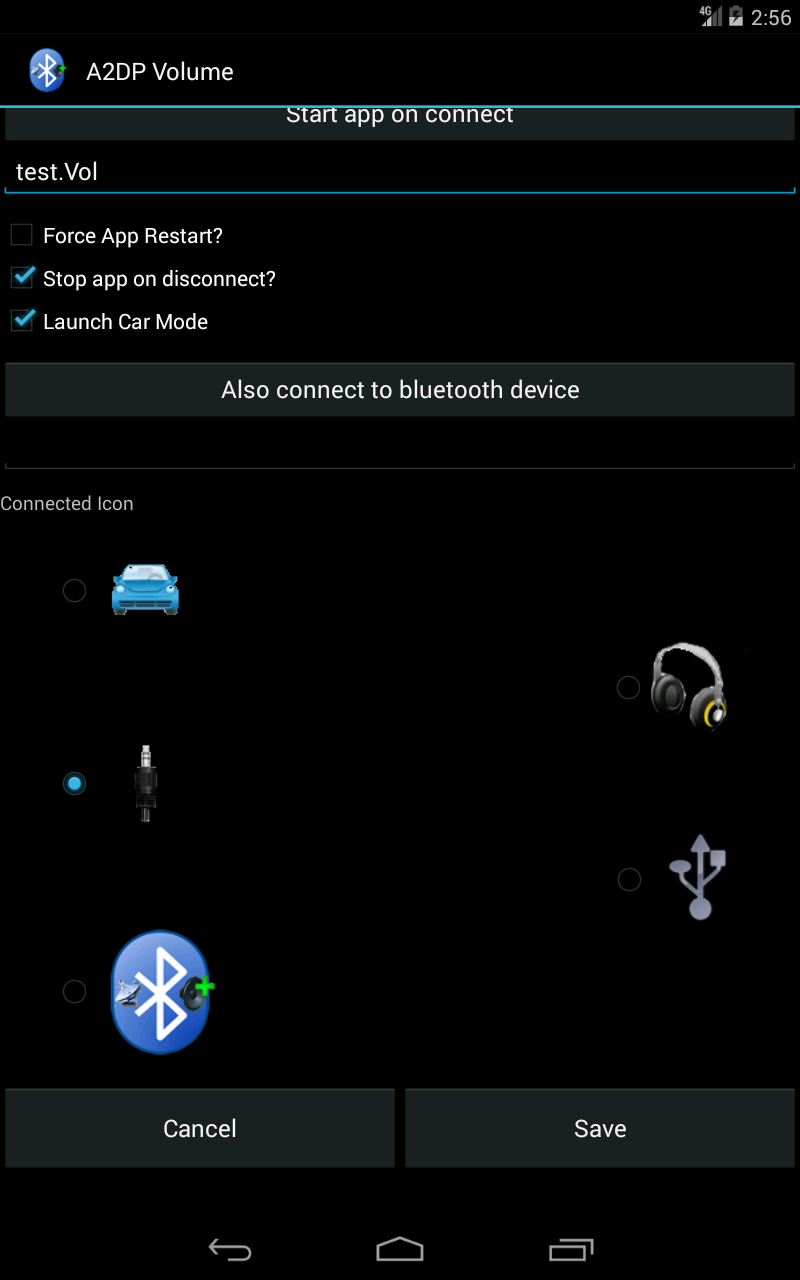 4G 2:56
A2DP Volume
Start app on connect
test.Vol
Force App Restart?
Stop app on disconnect?
Launch Car Mode
Also connect to bluetooth device
Connected Icon
Cancel Save